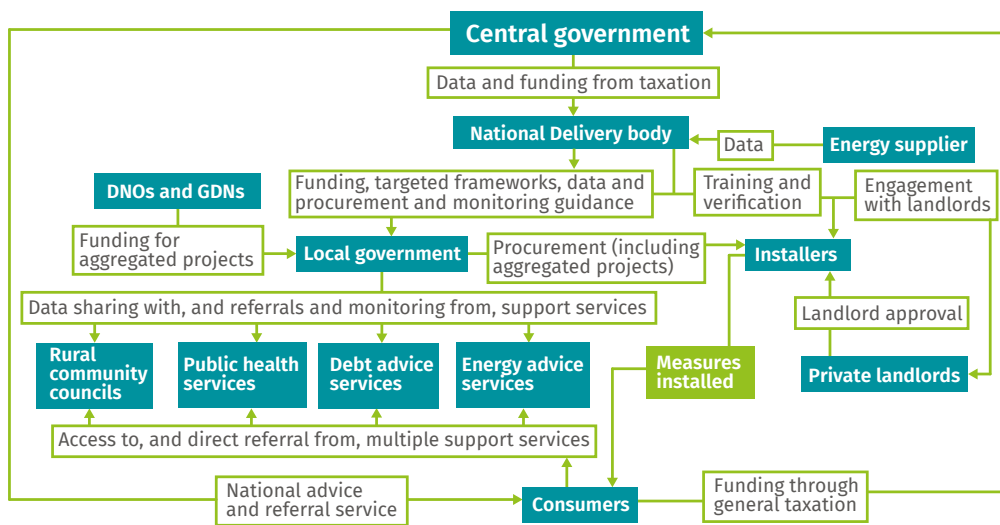 Central government
Data and funding from taxation
National Delivery body
Data
Energy supplier
DNOs and GDNs
Funding, targeted frameworks, data and
procurement and monitoring guidance
Training and
verification
Engagement
with landlords
Funding for
aggregated projects
Local government
Procurement (including
aggregated projects)
Installers
Data sharing with, and referrals and monitoring from, support services
Landlord approval
Rural
community
councils
Public health
services
Debt advice
services
Energy advice
services
Measures
installed
Private landlords
Access to, and direct referral from, multiple support services
National advice
and referral service
Consumers
Funding through
general taxation